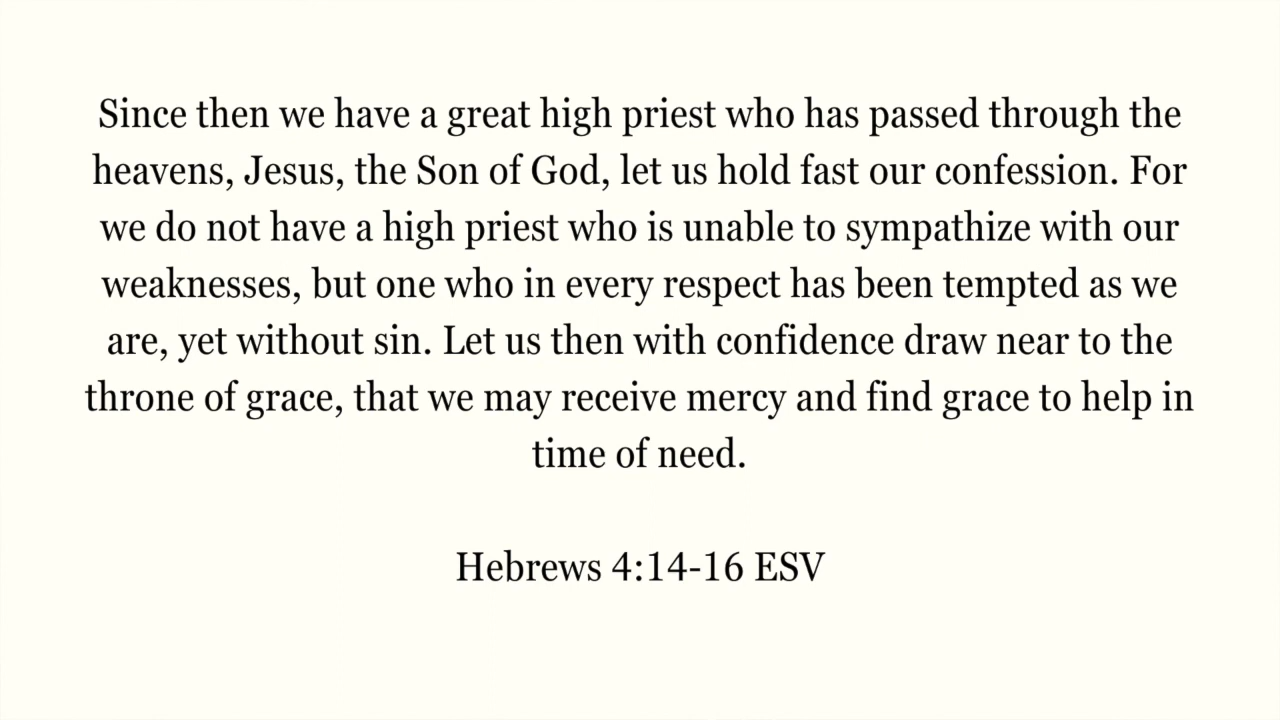 Since then we have a great high priest who has passed through the
heavens, Jesus, the Son of God, let us hold fast our confession. For
we do not have a high priest who is unable to sympathize with our
weaknesses, but one who in every respect has been tempted as we
are, yet without sin. Let us then with confidence draw near to the
throne of grace, that we may receive mercy and find grace to help in
time of need.
Hebrews 4:14-16 ESV